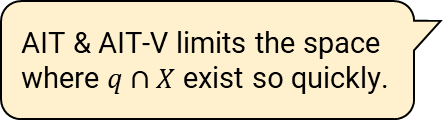 AIT & AIT-V limits the space
where q ∩ X exist so quickly.